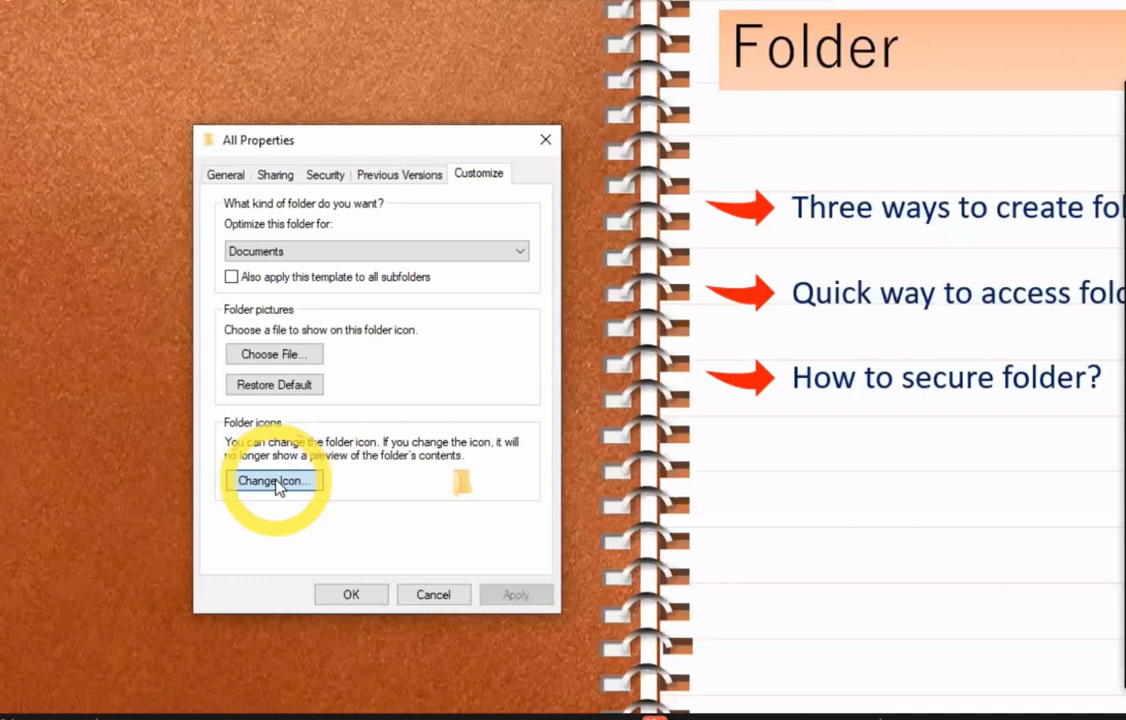 All Properties
General Sharing Security Previous Versions Customize
What kind of folder do you want?
Optimize this folder for:
Documents
Also apply this template to all subfolders
Folder pictures
Choose a file to show on this folder icon.
Choose File...
Restore Default
Folder icons
You can change the folder icon. If you change the icon, it will
no longer show a preview of the folder's contents.
Change Icon...
OK Cancel Apply
Folder
Three ways to create fol
Quick way to access fold
How to secure folder?